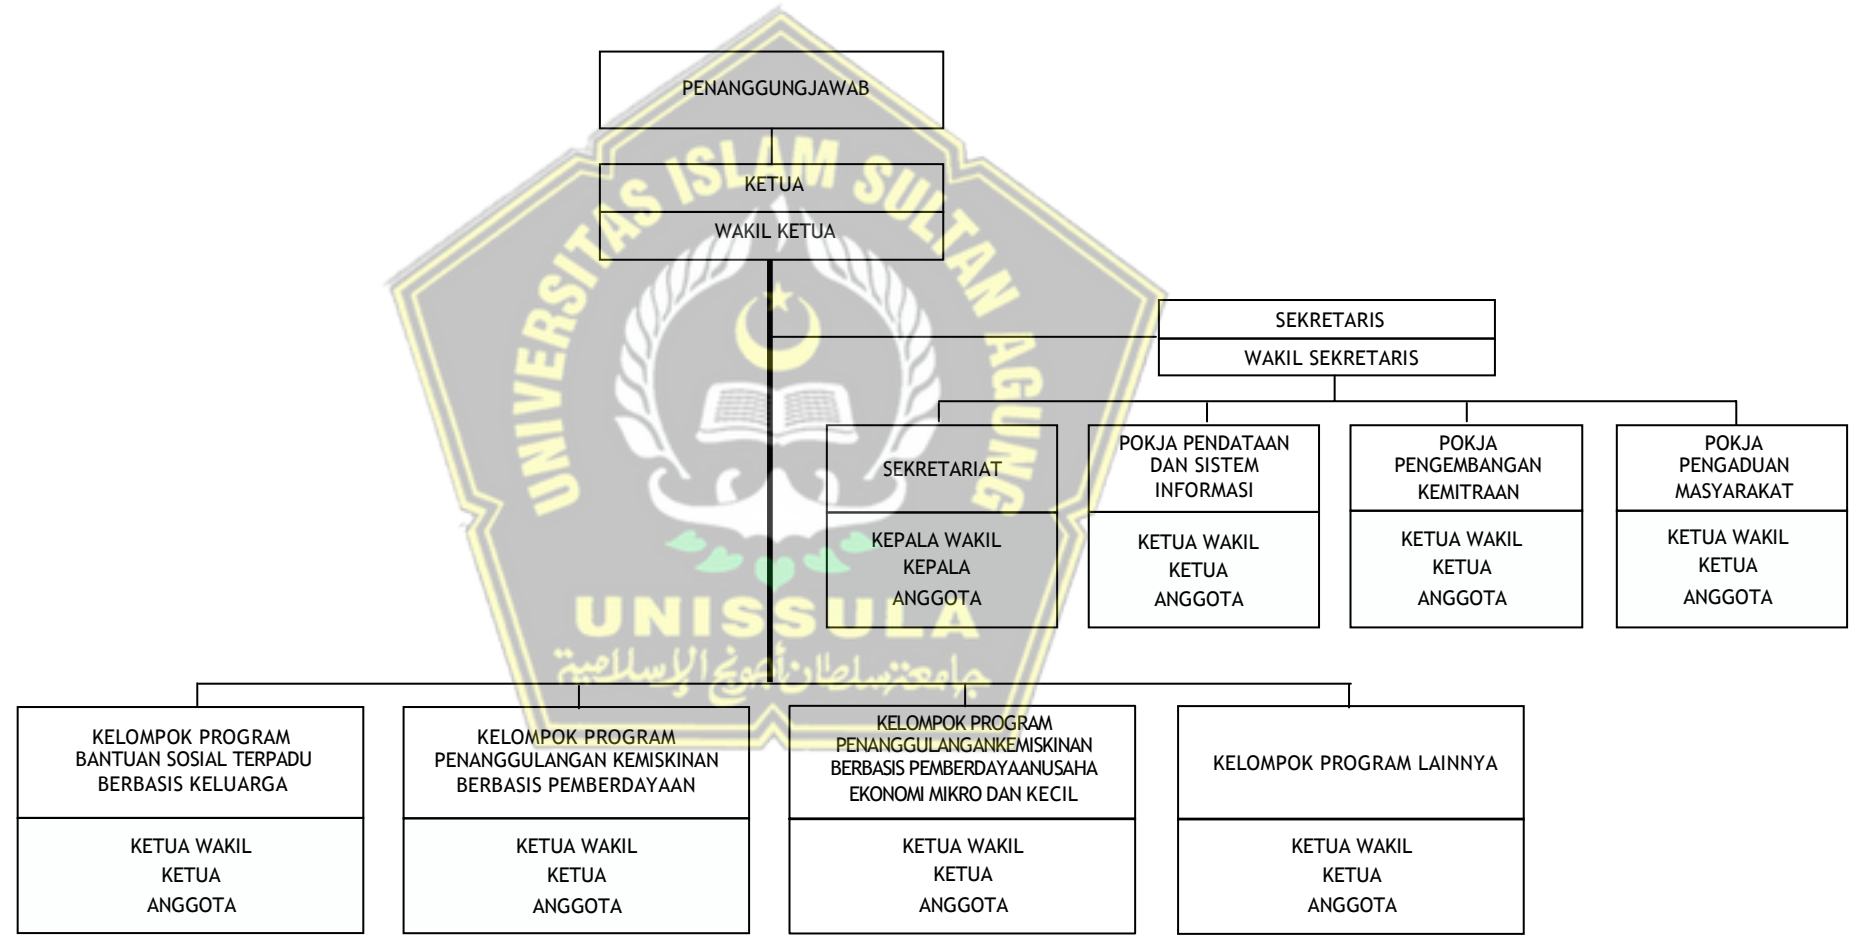 PENANGGUNGJAWAB
KETUA
WAKIL KETUA
UNIVERSITAS ISLAM SULTAN AGUNG
SEKRETARIS
WAKIL SEKRETARIS
SEKRETARIAT
KEPALA WAKIL
KEPALA
ANGGOTA
POKJA PENDATAAN
DAN SISTEM
INFORMASI
KETUA WAKIL
KETUA
ANGGOTA
POKJA
PENGEMBANGAN
KEMITRAAN
KETUA WAKIL
KETUA
ANGGOTA
POKJA
PENGADUAN
MASYARAKAT
KETUA WAKIL
KETUA
ANGGOTA
UNISSULA
جامعتسلطان أجونج الإسلامية
KELOMPOK PROGRAM
BANTUAN SOSIAL TERPADU
BERBASIS KELUARGA
KETUA WAKIL
KETUA
ANGGOTA
KELOMPOK PROGRAM
PENANGGULANGAN KEMISKINAN
BERBASIS PEMBERDAYAAN
KETUA WAKIL
KETUA
ANGGOTA
KELOMPOK PROGRAM
PENANGGULANGANKEMISKINAN
BERBASIS PEMBERDAYAANUSAHA
EKONOMI MIKRO DAN KECIL
KETUA WAKIL
KETUA
ANGGOTA
KELOMPOK PROGRAM LAINNYA
KETUA WAKIL
KETUA
ANGGOTA